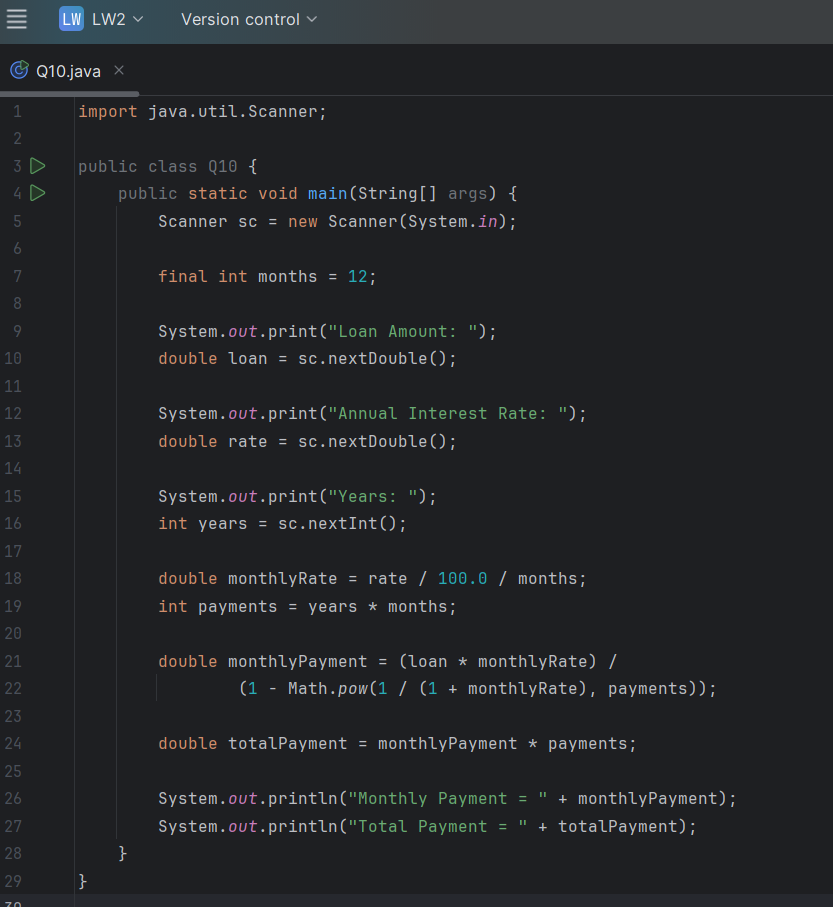 LW LW2 Version control
Q10.java
1 import java.util.Scanner;
2
3 public class Q10 {
4     public static void main(String[] args) {
5         Scanner sc = new Scanner(System.in);
6
7         final int months = 12;
8
9         System.out.print("Loan Amount: ");
10         double loan = sc.nextDouble();
11
12         System.out.print("Annual Interest Rate: ");
13         double rate = sc.nextDouble();
14
15         System.out.print("Years: ");
16         int years = sc.nextInt();
17
18         double monthlyRate = rate / 100.0 / months;
19         int payments = years * months;
20
21         double monthlyPayment = (loan * monthlyRate) /
22                 (1 - Math.pow(1 / (1 + monthlyRate), payments));
23
24         double totalPayment = monthlyPayment * payments;
25
26         System.out.println("Monthly Payment = " + monthlyPayment);
27         System.out.println("Total Payment = " + totalPayment);
28     }
29 }
30